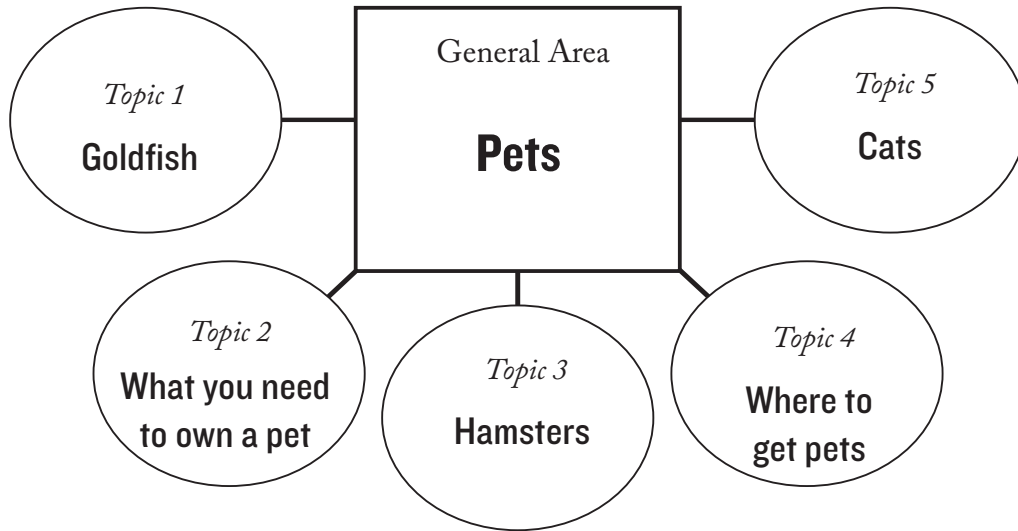 General Area
Pets
Topic 1
Goldfish
Topic 2
What you need
to own a pet
Topic 3
Hamsters
Topic 4
Where to
get pets
Topic 5
Cats